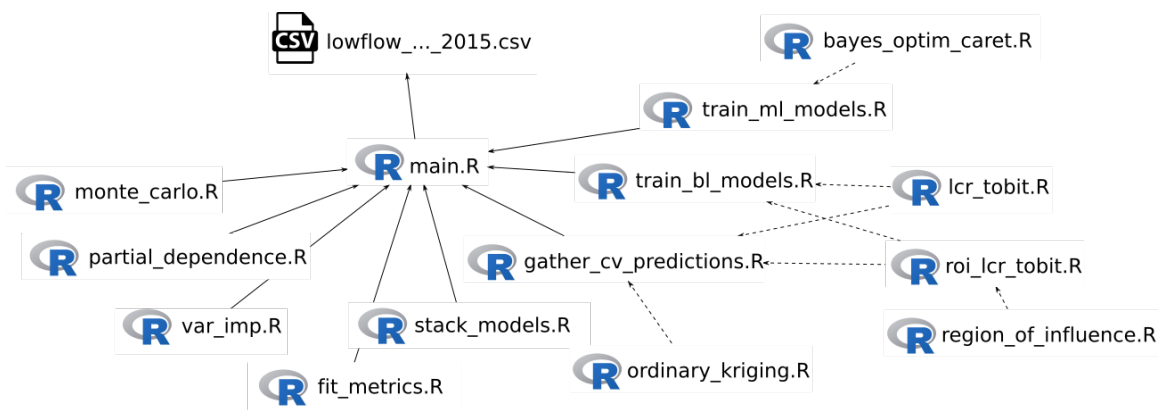 CSV
lowflow_..._2015.csv
R bayes_optim_caret.R
R train_ml_models.R
R main.R
R monte_carlo.R
R train_bl_models.R
R lcr_tobit.R
R partial_dependence.R
R gather_cv_predictions.R
R roi_lcr_tobit.R
R var_imp.R
R stack_models.R
R region_of_influence.R
R fit_metrics.R
R ordinary_kriging.R